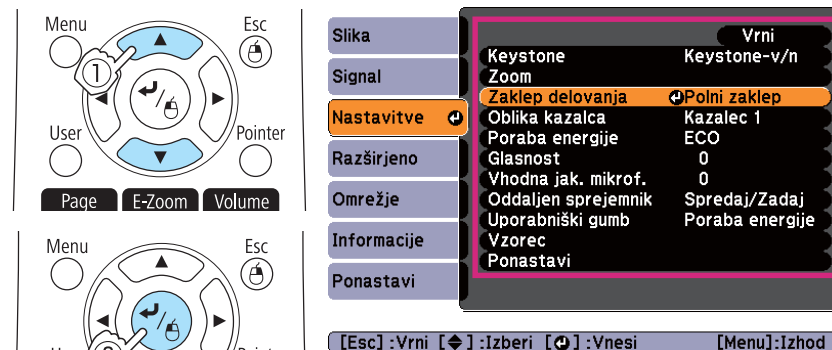 Menu
Esc
1
User
Pointer
Page E-Zoom Volume
Menu
Esc
Slika
Signal
Nastavitve
Razširjeno
Omrežje
Informacije
Ponastavi
Vrni
Keystone Keystone-v/n
Zoom
Zaklep delovanja Polni zaklep
Oblika kazalca Kazalec 1
Poraba energije ECO
Glasnost 0
Vhodna jak. mikrof. 0
Oddaljen sprejemnik Spredaj/Zadaj
Uporabniški gumb Poraba energije
Vzorec
Ponastavi
[Esc] :Vrni [◆] :Izberi [↵] :Vnesi [Menu]:Izhod